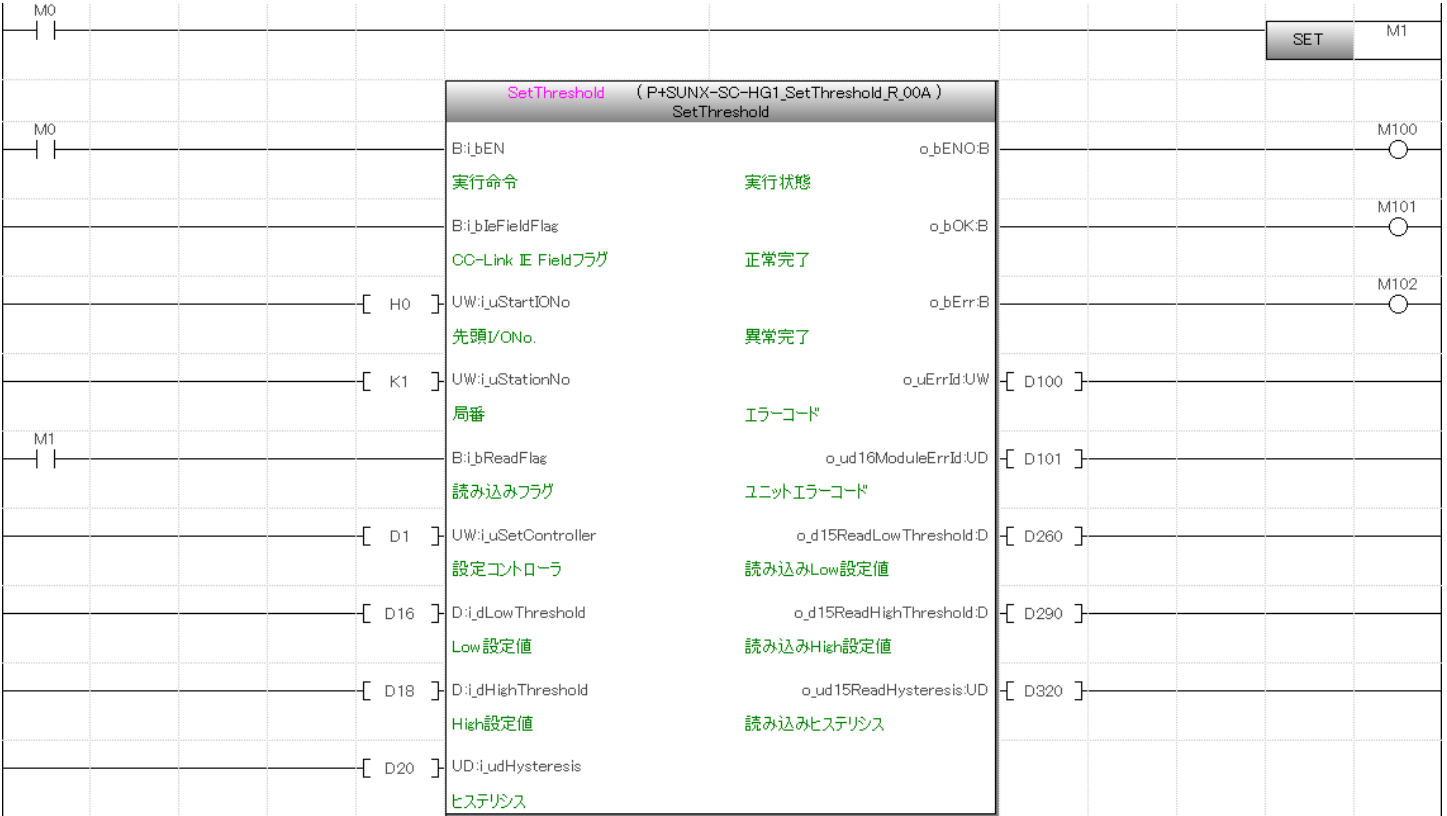 M0
SET M1
SetThreshold (P+SUNX-SC-HG1_SetThreshold_R_00A)
SetThreshold
M0 M100
B:i_bEN o_bENO:B
実行命令 実行状態
M101
B:i_bIeFieldFlag o_bOK:B
CC-Link IE Fieldフラグ 正常完了
M102
H0 UW:i_uStartIONo o_bErr:B
先頭I/ONo. 異常完了
K1 UW:i_uStationNo o_uErrId:UW D100
局番 エラーコード
M1
B:i_bReadFlag o_ud16ModuleErrId:UD D101
読み込みフラグ ユニットエラーコード
D1 UW:i_uSetController o_d15ReadLowThreshold:D D260
設定コントローラ 読み込みLow設定値
D16 D:i_dLowThreshold o_d15ReadHighThreshold:D D290
Low設定値 読み込みHigh設定値
D18 D:i_dHighThreshold o_ud15ReadHysteresis:UD D320
High設定値 読み込みヒステリシス
D20 UD:i_udHysteresis
ヒステリシス